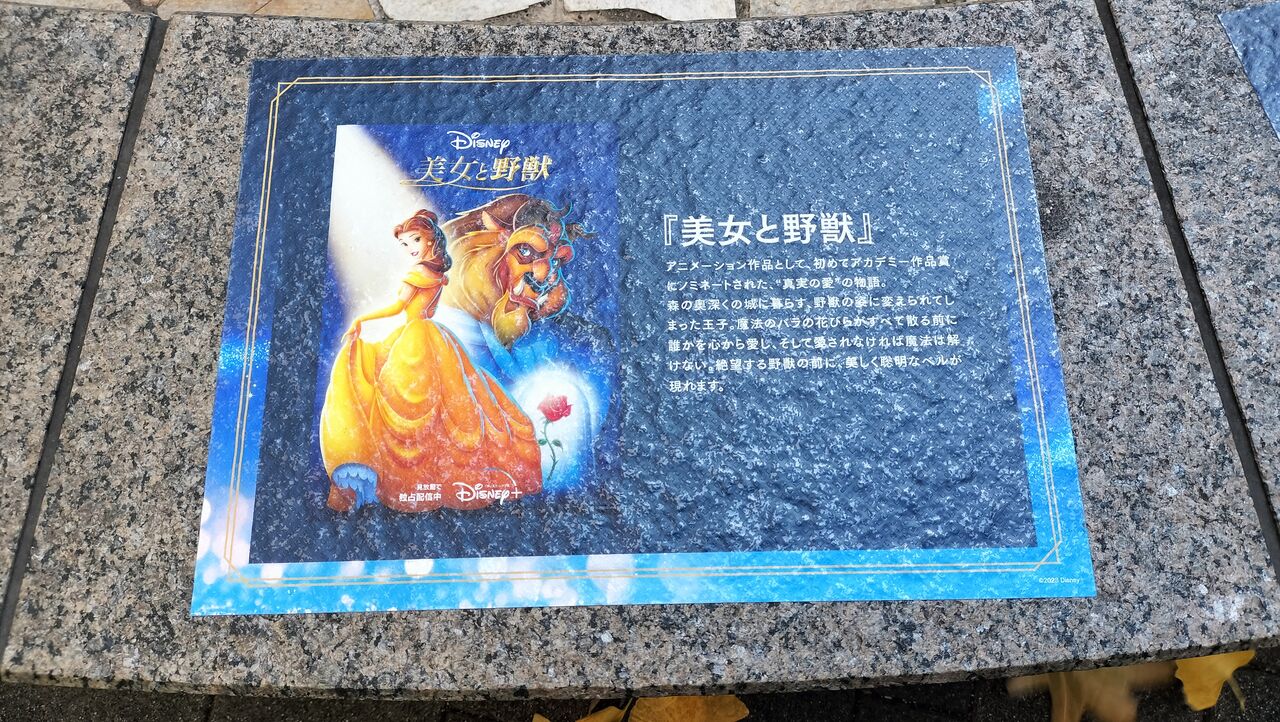 Disney
美女と野獣
見放題で
独占配信中
Disney+
『美女と野獣』
アニメーション作品として、初めてアカデミー作品賞
にノミネートされた、“真実の愛”の物語。
森の奥深くの城に暮らす、野獣の姿に変えられてし
まった王子。魔法のバラの花びらがすべて散る前に
誰かを心から愛し、そして愛されなければ魔法は解
けない。絶望する野獣の前に、美しく聡明なベルが
現れます。
©2023 Disney